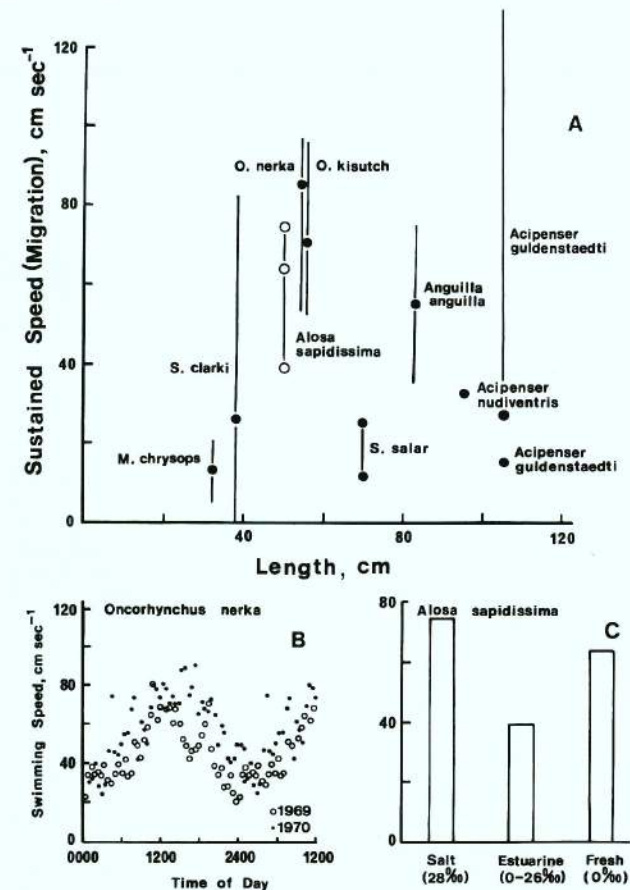 120
A
O. nerka
O. kisutch
80
Acipenser
guldenstaedti
Anguilla
anguilla
Alosa
sapidissima
S. clarki
40
Acipenser
nudiventris
M. chrysops
S. salar
Acipenser
guldenstaedti
0
40
80
120
Sustained Speed (Migration), cm sec⁻¹
Length, cm
120
Oncorhynchus nerka
B
80
40
0
○1969
•1970
0000
1200
2400
1200
Swimming Speed, cm sec⁻¹
Time of Day
80
Alosa sapidissima
C
40
0
Salt
(28‰)
Estuarine
(0-26‰)
Fresh
(0‰)